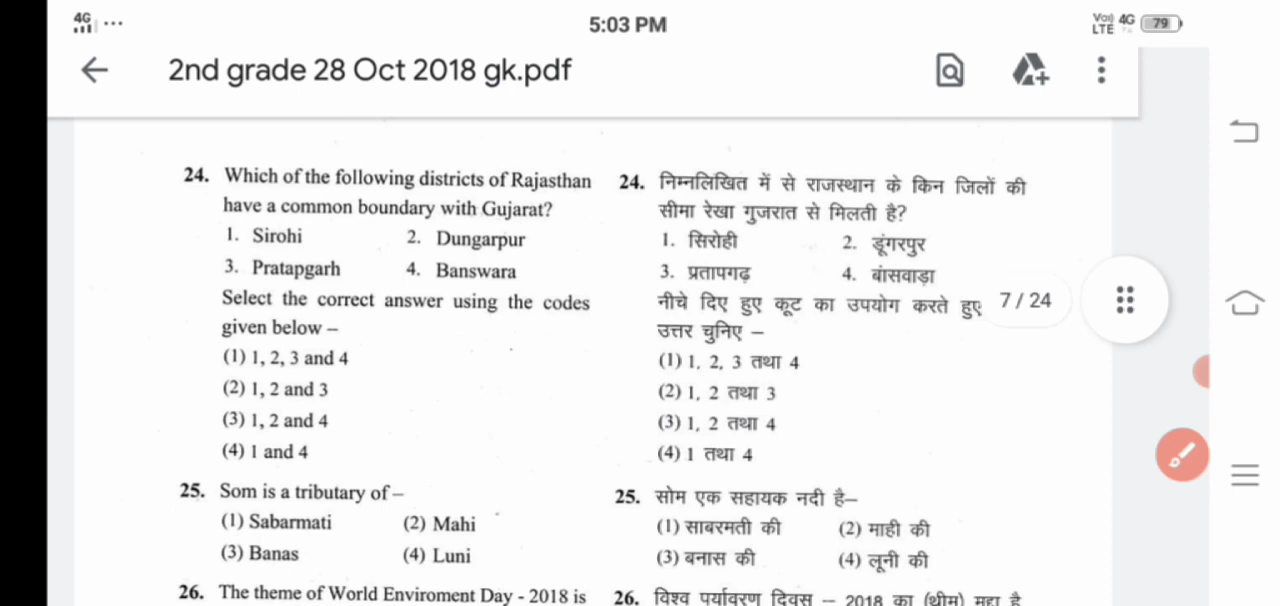 4G ...
5:03 PM
Vo) 4G 79
LTE
2nd grade 28 Oct 2018 gk.pdf
24. Which of the following districts of Rajasthan
have a common boundary with Gujarat?
1. Sirohi 2. Dungarpur
3. Pratapgarh 4. Banswara
Select the correct answer using the codes
given below –
(1) 1, 2, 3 and 4
(2) 1, 2 and 3
(3) 1, 2 and 4
(4) 1 and 4
25. Som is a tributary of –
(1) Sabarmati (2) Mahi
(3) Banas (4) Luni
26. The theme of World Enviroment Day - 2018 is
24. निम्नलिखित में से राजस्थान के किन जिलों की
सीमा रेखा गुजरात से मिलती है?
1. सिरोही 2. डूंगरपुर
3. प्रतापगढ़ 4. बांसवाड़ा
नीचे दिए हुए कूट का उपयोग करते हुए
उत्तर चुनिए –
(1) 1, 2, 3 तथा 4
(2) 1, 2 तथा 3
(3) 1, 2 तथा 4
(4) 1 तथा 4
25. सोम एक सहायक नदी है–
(1) साबरमती की (2) माही की
(3) बनास की (4) लूनी की
26. विश्व पर्यावरण दिवस – 2018 का (थीम)
7 / 24